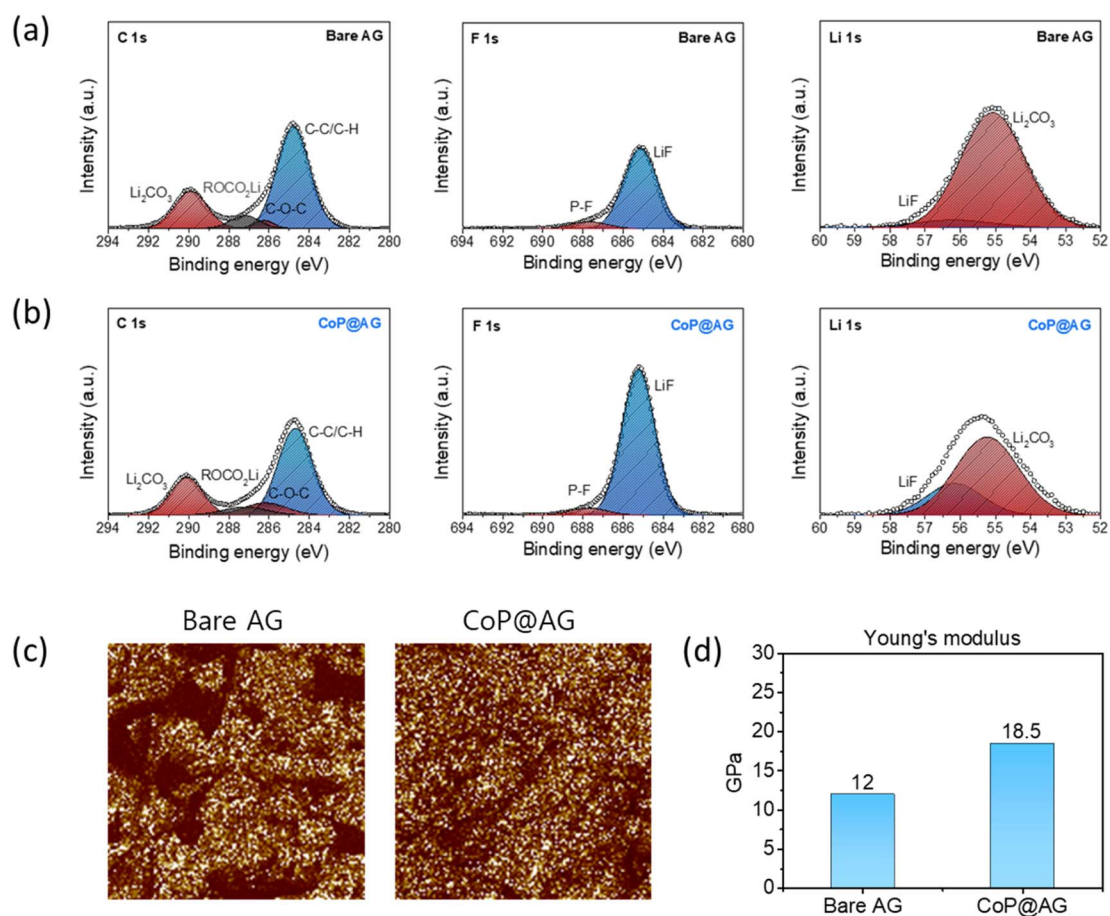 (a)
C 1s
Bare AG
Intensity (a.u.)
Li₂CO₃
ROCO₂Li
C-O-C
C-C/C-H
294 292 290 288 286 284 282 280
Binding energy (eV)
F 1s
Bare AG
Intensity (a.u.)
P-F
LiF
694 692 690 688 686 684 682 680
Binding energy (eV)
Li 1s
Bare AG
Intensity (a.u.)
LiF
Li₂CO₃
60 59 58 57 56 55 54 53 52
Binding energy (eV)
(b)
C 1s
CoP@AG
Intensity (a.u.)
Li₂CO₃
ROCO₂Li
C-O-C
C-C/C-H
294 292 290 288 286 284 282 280
Binding energy (eV)
F 1s
CoP@AG
Intensity (a.u.)
P-F
LiF
694 692 690 688 686 684 682 680
Binding energy (eV)
Li 1s
CoP@AG
Intensity (a.u.)
LiF
Li₂CO₃
60 59 58 57 56 55 54 53 52
Binding energy (eV)
(c)
Bare AG
CoP@AG
(d)
Young's modulus
GPa
30
25
20
15
10
5
0
12
18.5
Bare AG
CoP@AG